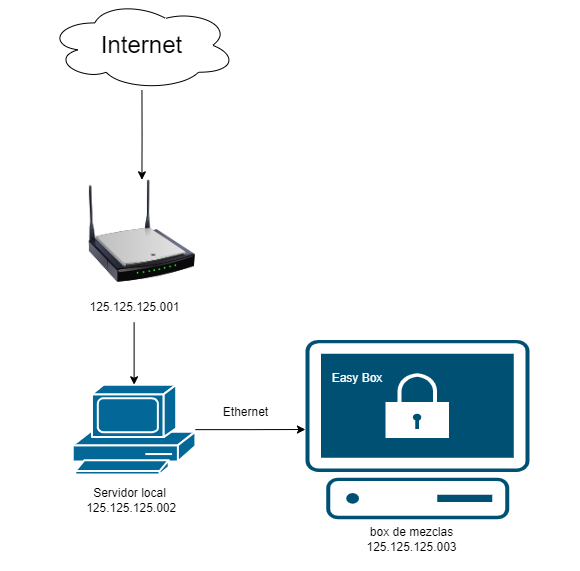 Internet
125.125.125.001
Easy Box
Ethernet
Servidor local
125.125.125.002
box de mezclas
125.125.125.003